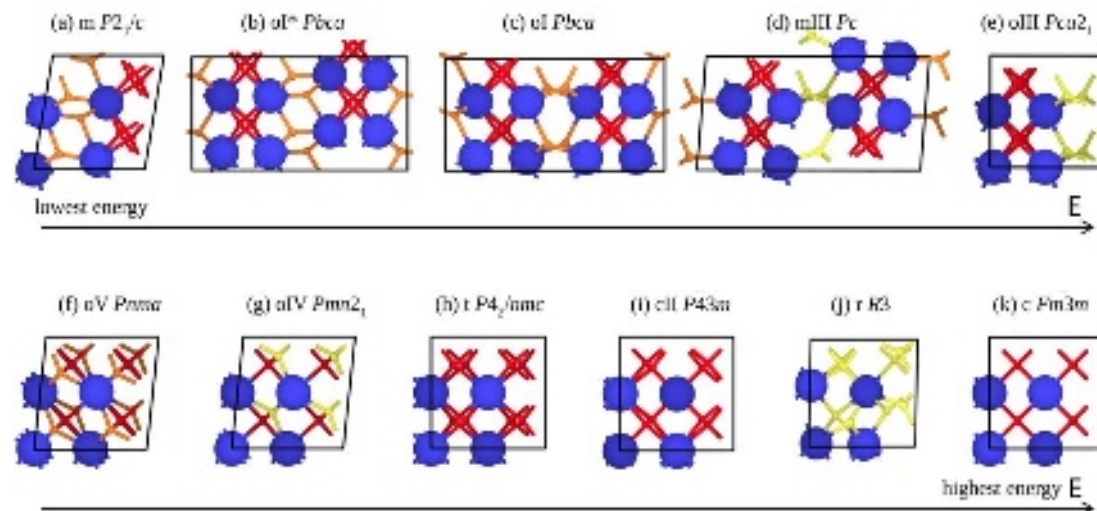 (a) m P2₁/c
(b) oI* Pbca
(c) oI Pbca
(d) mIII Pc
(e) oIII Pca2₁
lowest energy
E
(f) oV Pnma
(g) oIV Pmn2₁
(h) t P4₂/nmc
(i) cII P43m
(j) r R3
(k) c Fm3m
highest energy E